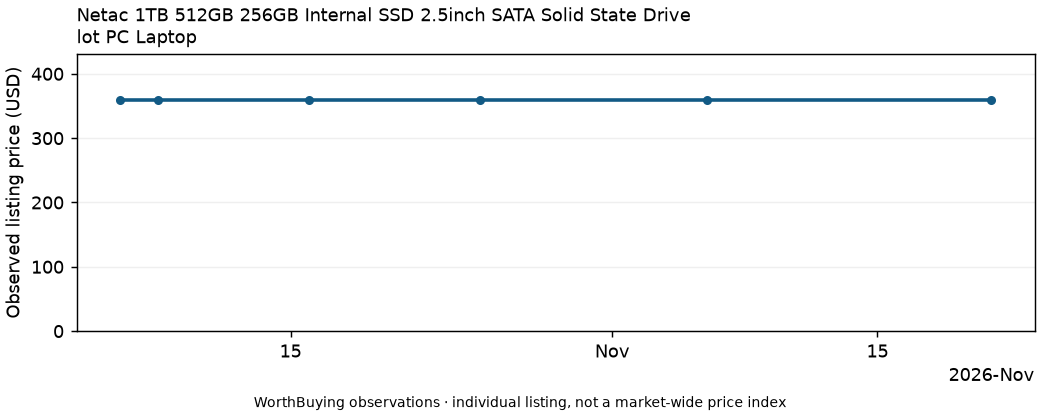 Netac 1TB 512GB 256GB Internal SSD 2.5inch SATA Solid State Drive
lot PC Laptop
Observed listing price (USD)
400
300
200
100
0
15
Nov
15
2026-Nov
WorthBuying observations · individual listing, not a market-wide price index